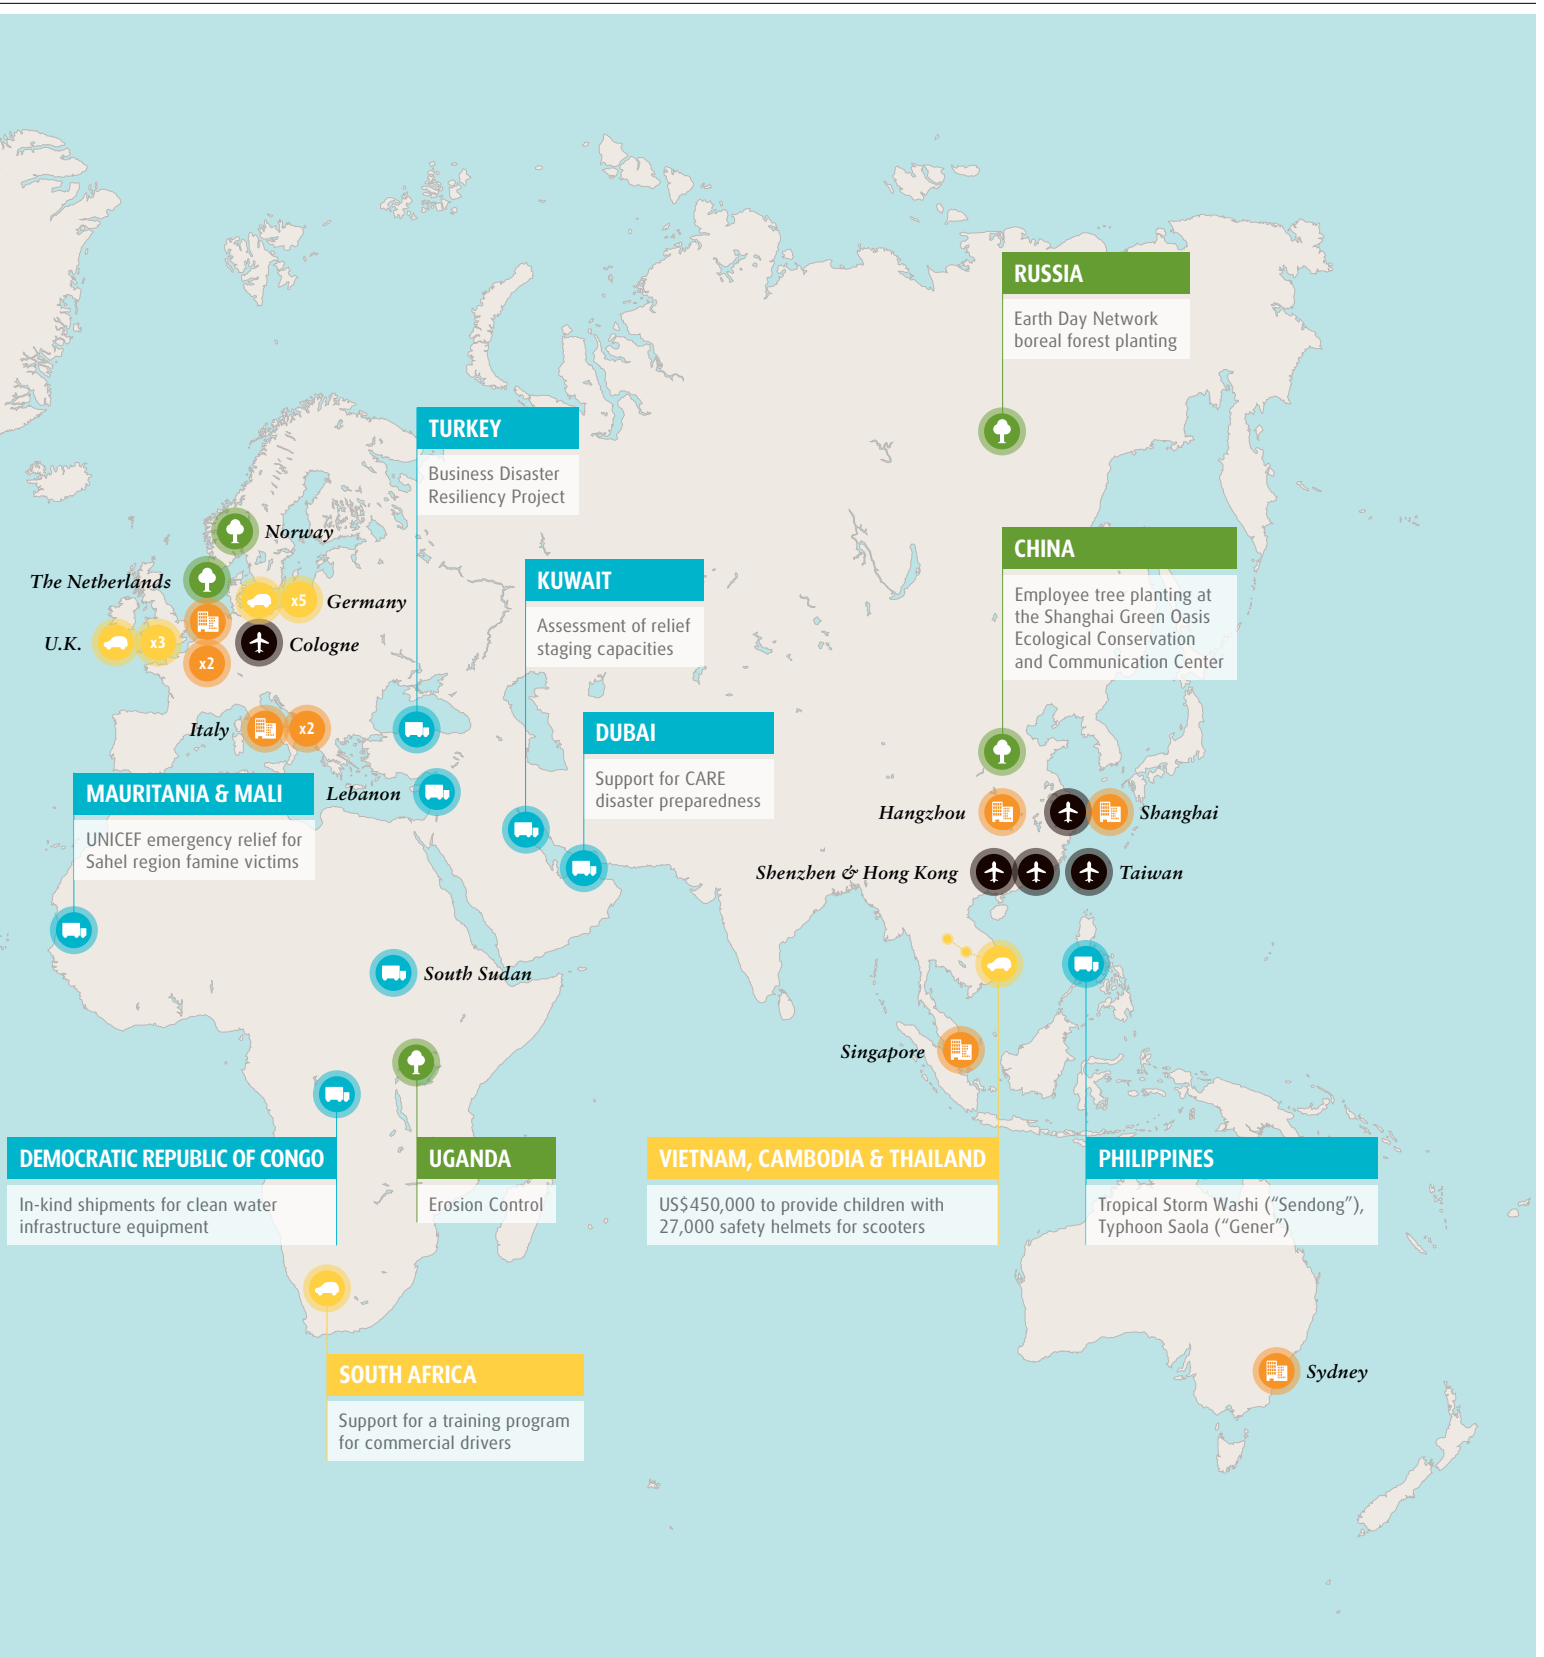 RUSSIA
Earth Day Network
boreal forest planting
TURKEY
Business Disaster
Resiliency Project
Norway
The Netherlands
x5
Germany
U.K.
x3
Cologne
x2
KUWAIT
Assessment of relief
staging capacities
CHINA
Employee tree planting at
the Shanghai Green Oasis
Ecological Conservation
and Communication Center
Italy
x2
DUBAI
Support for CARE
disaster preparedness
MAURITANIA & MALI
UNICEF emergency relief for
Sahel region famine victims
Lebanon
Hangzhou
Shanghai
Shenzhen & Hong Kong
Taiwan
South Sudan
Singapore
DEMOCRATIC REPUBLIC OF CONGO
In-kind shipments for clean water
infrastructure equipment
UGANDA
Erosion Control
VIETNAM, CAMBODIA & THAILAND
US$450,000 to provide children with
27,000 safety helmets for scooters
PHILIPPINES
Tropical Storm Washi (“Sendong”),
Typhoon Saola (“Gener”)
SOUTH AFRICA
Support for a training program
for commercial drivers
Sydney